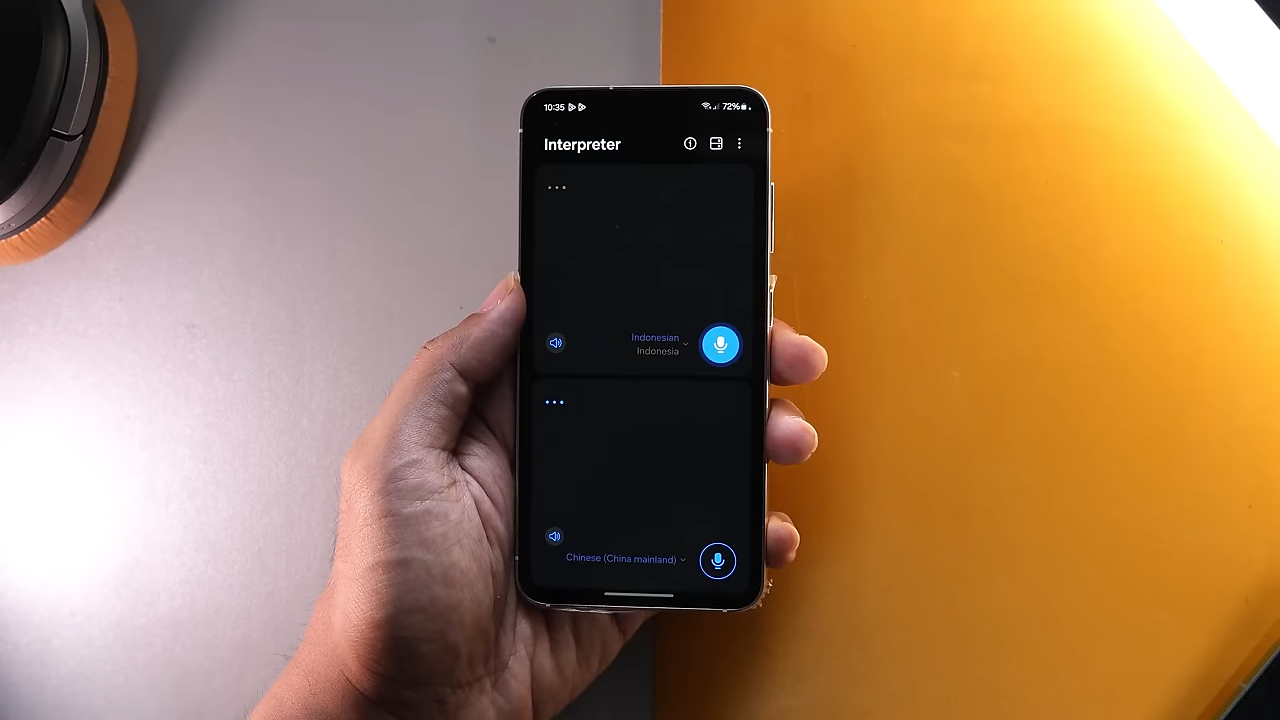 10:35
72%
Interpreter
Indonesian
Indonesia
Chinese (China mainland)